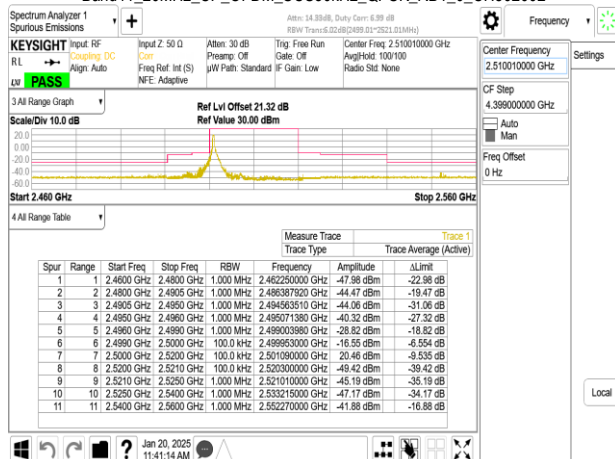 Spectrum Analyzer 1
Spurious Emissions
Attn: 14.33dB, Duty Corr: 6.99 dB
RBW Trans:6.02dB(2499.01~2521.01MHz)
Frequency
Settings
KEYSIGHT
RL
PASS
Input: RF
Coupling: DC
Align: Auto
Input Z: 50 Ω
Corr
Freq Ref: Int (S)
NFE: Adaptive
Atten: 30 dB
Preamp: Off
µW Path: Standard
Trig: Free Run
Gate: Off
IF Gain: Low
Center Freq: 2.510010000 GHz
Avg|Hold: 100/100
Radio Std: None
Center Frequency
2.510010000 GHz
CF Step
4.399000000 GHz
Auto
Man
Freq Offset
0 Hz
Local
3 All Range Graph
Scale/Div 10.0 dB
Ref Lvl Offset 21.32 dB
Ref Value 30.00 dBm
20.0
0.00
-20.0
-40.0
-60.0
Start 2.460 GHz
Stop 2.560 GHz
4 All Range Table
Measure Trace Trace 1
Trace Type Trace Average (Active)
Spur Range Start Freq Stop Freq RBW Frequency Amplitude ΔLimit
1 1 2.4600 GHz 2.4800 GHz 1.000 MHz 2.462250000 GHz -47.98 dBm -22.98 dB
2 2 2.4800 GHz 2.4905 GHz 1.000 MHz 2.486387920 GHz -44.47 dBm -19.47 dB
3 3 2.4905 GHz 2.4950 GHz 1.000 MHz 2.494563510 GHz -44.06 dBm -31.06 dB
4 4 2.4950 GHz 2.4960 GHz 1.000 MHz 2.495071380 GHz -40.32 dBm -27.32 dB
5 5 2.4960 GHz 2.4990 GHz 1.000 MHz 2.499003980 GHz -28.82 dBm -18.82 dB
6 6 2.4990 GHz 2.5000 GHz 100.0 kHz 2.499953000 GHz -16.55 dBm -6.554 dB
7 7 2.5000 GHz 2.5200 GHz 100.0 kHz 2.501090000 GHz 20.46 dBm -9.535 dB
8 8 2.5200 GHz 2.5210 GHz 100.0 kHz 2.520300000 GHz -49.42 dBm -39.42 dB
9 9 2.5210 GHz 2.5250 GHz 1.000 MHz 2.521010000 GHz -45.19 dBm -35.19 dB
10 10 2.5250 GHz 2.5400 GHz 1.000 MHz 2.533215000 GHz -47.17 dBm -34.17 dB
11 11 2.5400 GHz 2.5600 GHz 1.000 MHz 2.552270000 GHz -41.88 dBm -16.88 dB
Jan 20, 2025
11:41:14 AM